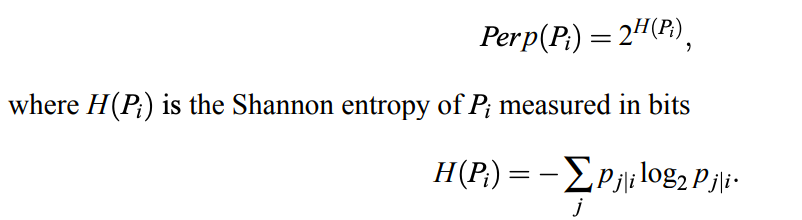 Perp(P_i) = 2^{H(P_i)},
where H(P_i) is the Shannon entropy of P_i measured in bits
H(P_i) = −∑_j p_{j|i} log_2 p_{j|i}.